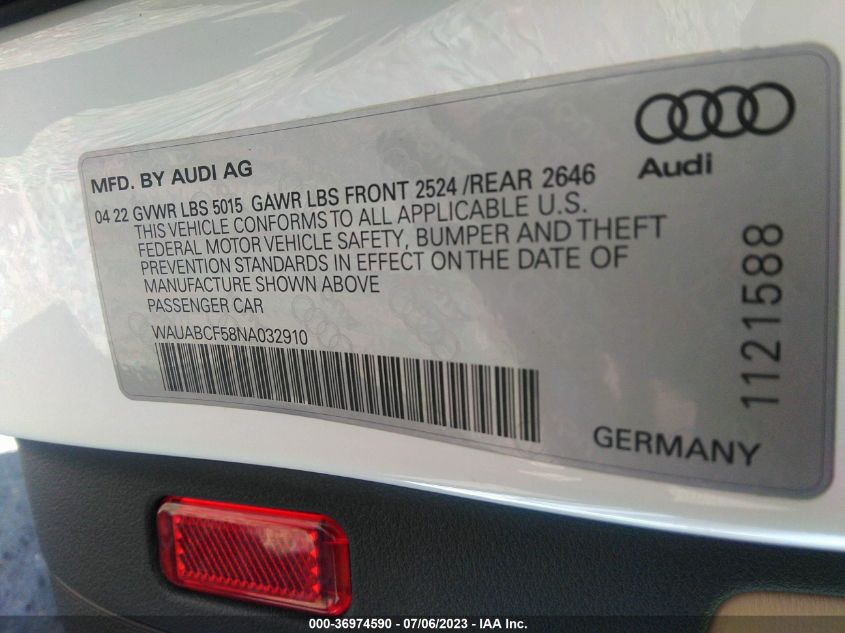 Audi
MFD. BY AUDI AG
04 22 GVWR LBS 5015 GAWR LBS FRONT 2524 /REAR 2646
THIS VEHICLE CONFORMS TO ALL APPLICABLE U.S.
FEDERAL MOTOR VEHICLE SAFETY, BUMPER AND THEFT
PREVENTION STANDARDS IN EFFECT ON THE DATE OF
MANUFACTURE SHOWN ABOVE
PASSENGER CAR
WAUABCF58NA032910
GERMANY
1121588
000-36974590 - 07/06/2023 - IAA Inc.